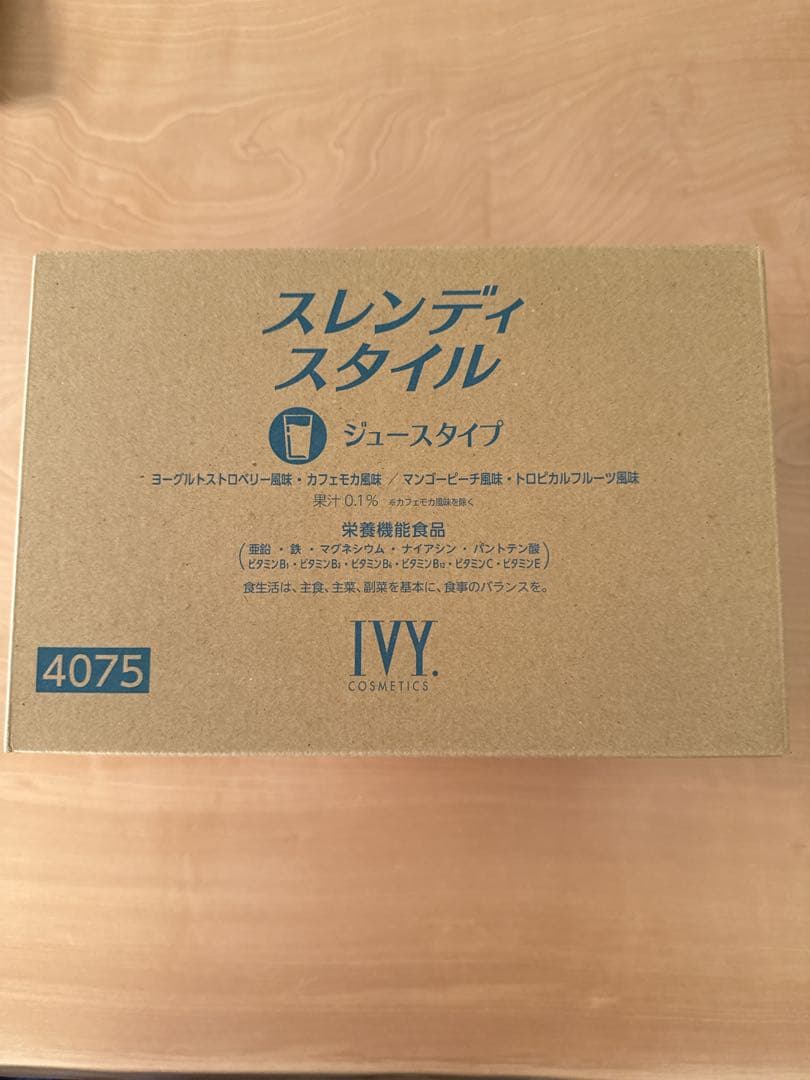 スレンディ
スタイル
ジュースタイプ
ヨーグルトストロベリー風味・カフェモカ風味／マンゴーピーチ風味・トロピカルフルーツ風味
果汁 0.1% ※カフェモカ風味を除く
栄養機能食品
(亜鉛・鉄・マグネシウム・ナイアシン・パントテン酸
ビタミンB₁・ビタミンB₂・ビタミンB₆・ビタミンB₁₂・ビタミンC・ビタミンE)
食生活は、主食、主菜、副菜を基本に、食事のバランスを。
4075
IVY.
COSMETICS